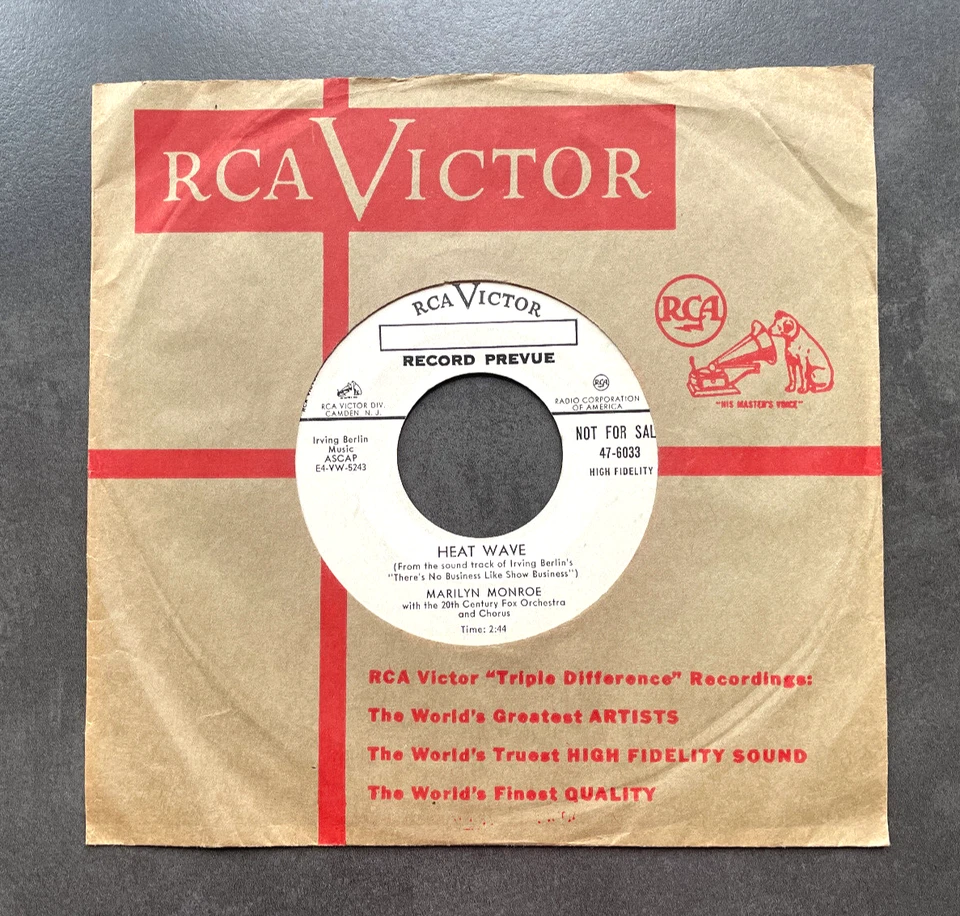 RCA VICTOR
RCA
"HIS MASTER'S VOICE"
RCA VICTOR
RECORD PREVUE
RCA VICTOR DIV.
CAMDEN, N. J.
RCA
RADIO CORPORATION
OF AMERICA
Irving Berlin
Music
ASCAP
E4-VW-5243
NOT FOR SAL
47-6033
HIGH FIDELITY
HEAT WAVE
(From the sound track of Irving Berlin's
"There's No Business Like Show Business")
MARILYN MONROE
with the 20th Century Fox Orchestra
and Chorus
Time: 2:44
RCA Victor "Triple Difference" Recordings:
The World's Greatest ARTISTS
The World's Truest HIGH FIDELITY SOUND
The World's Finest QUALITY